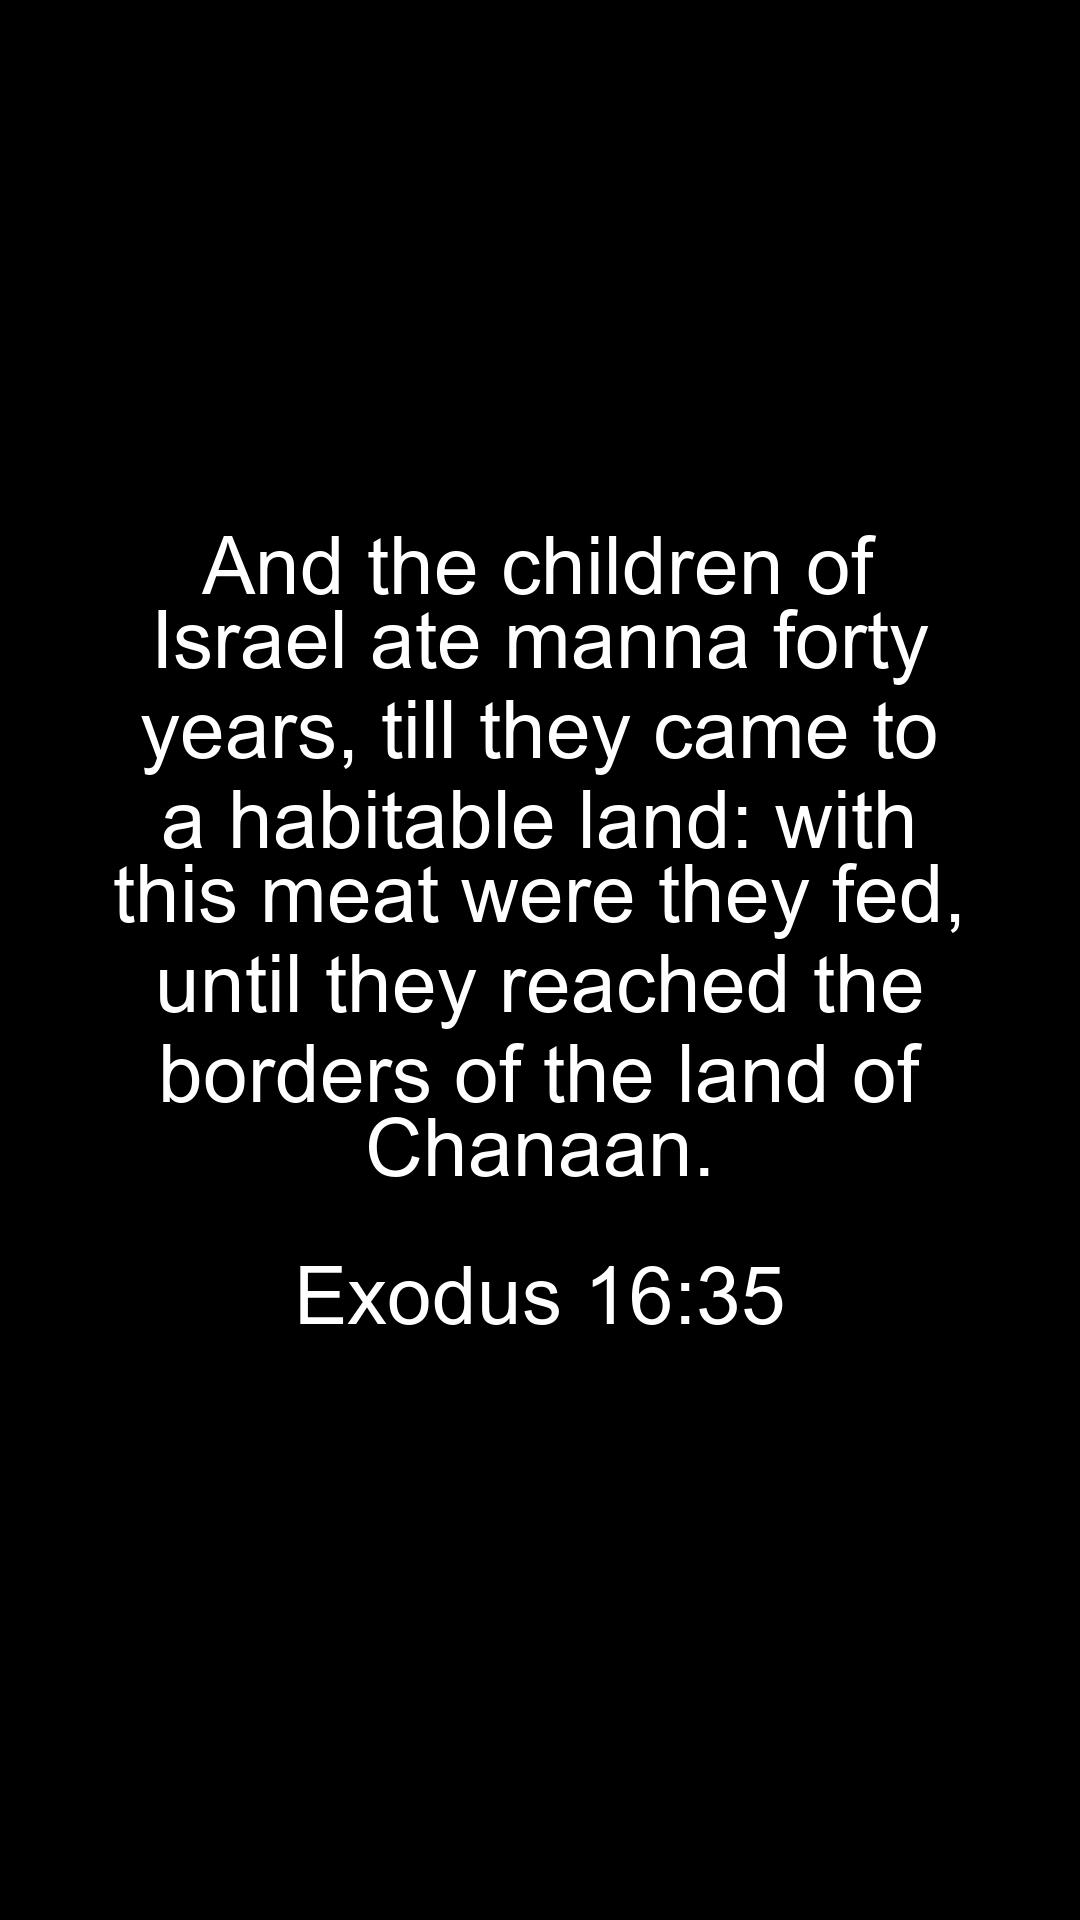 And the children of
Israel ate manna forty
years, till they came to
a habitable land: with
this meat were they fed,
until they reached the
borders of the land of
Chanaan.
Exodus 16:35